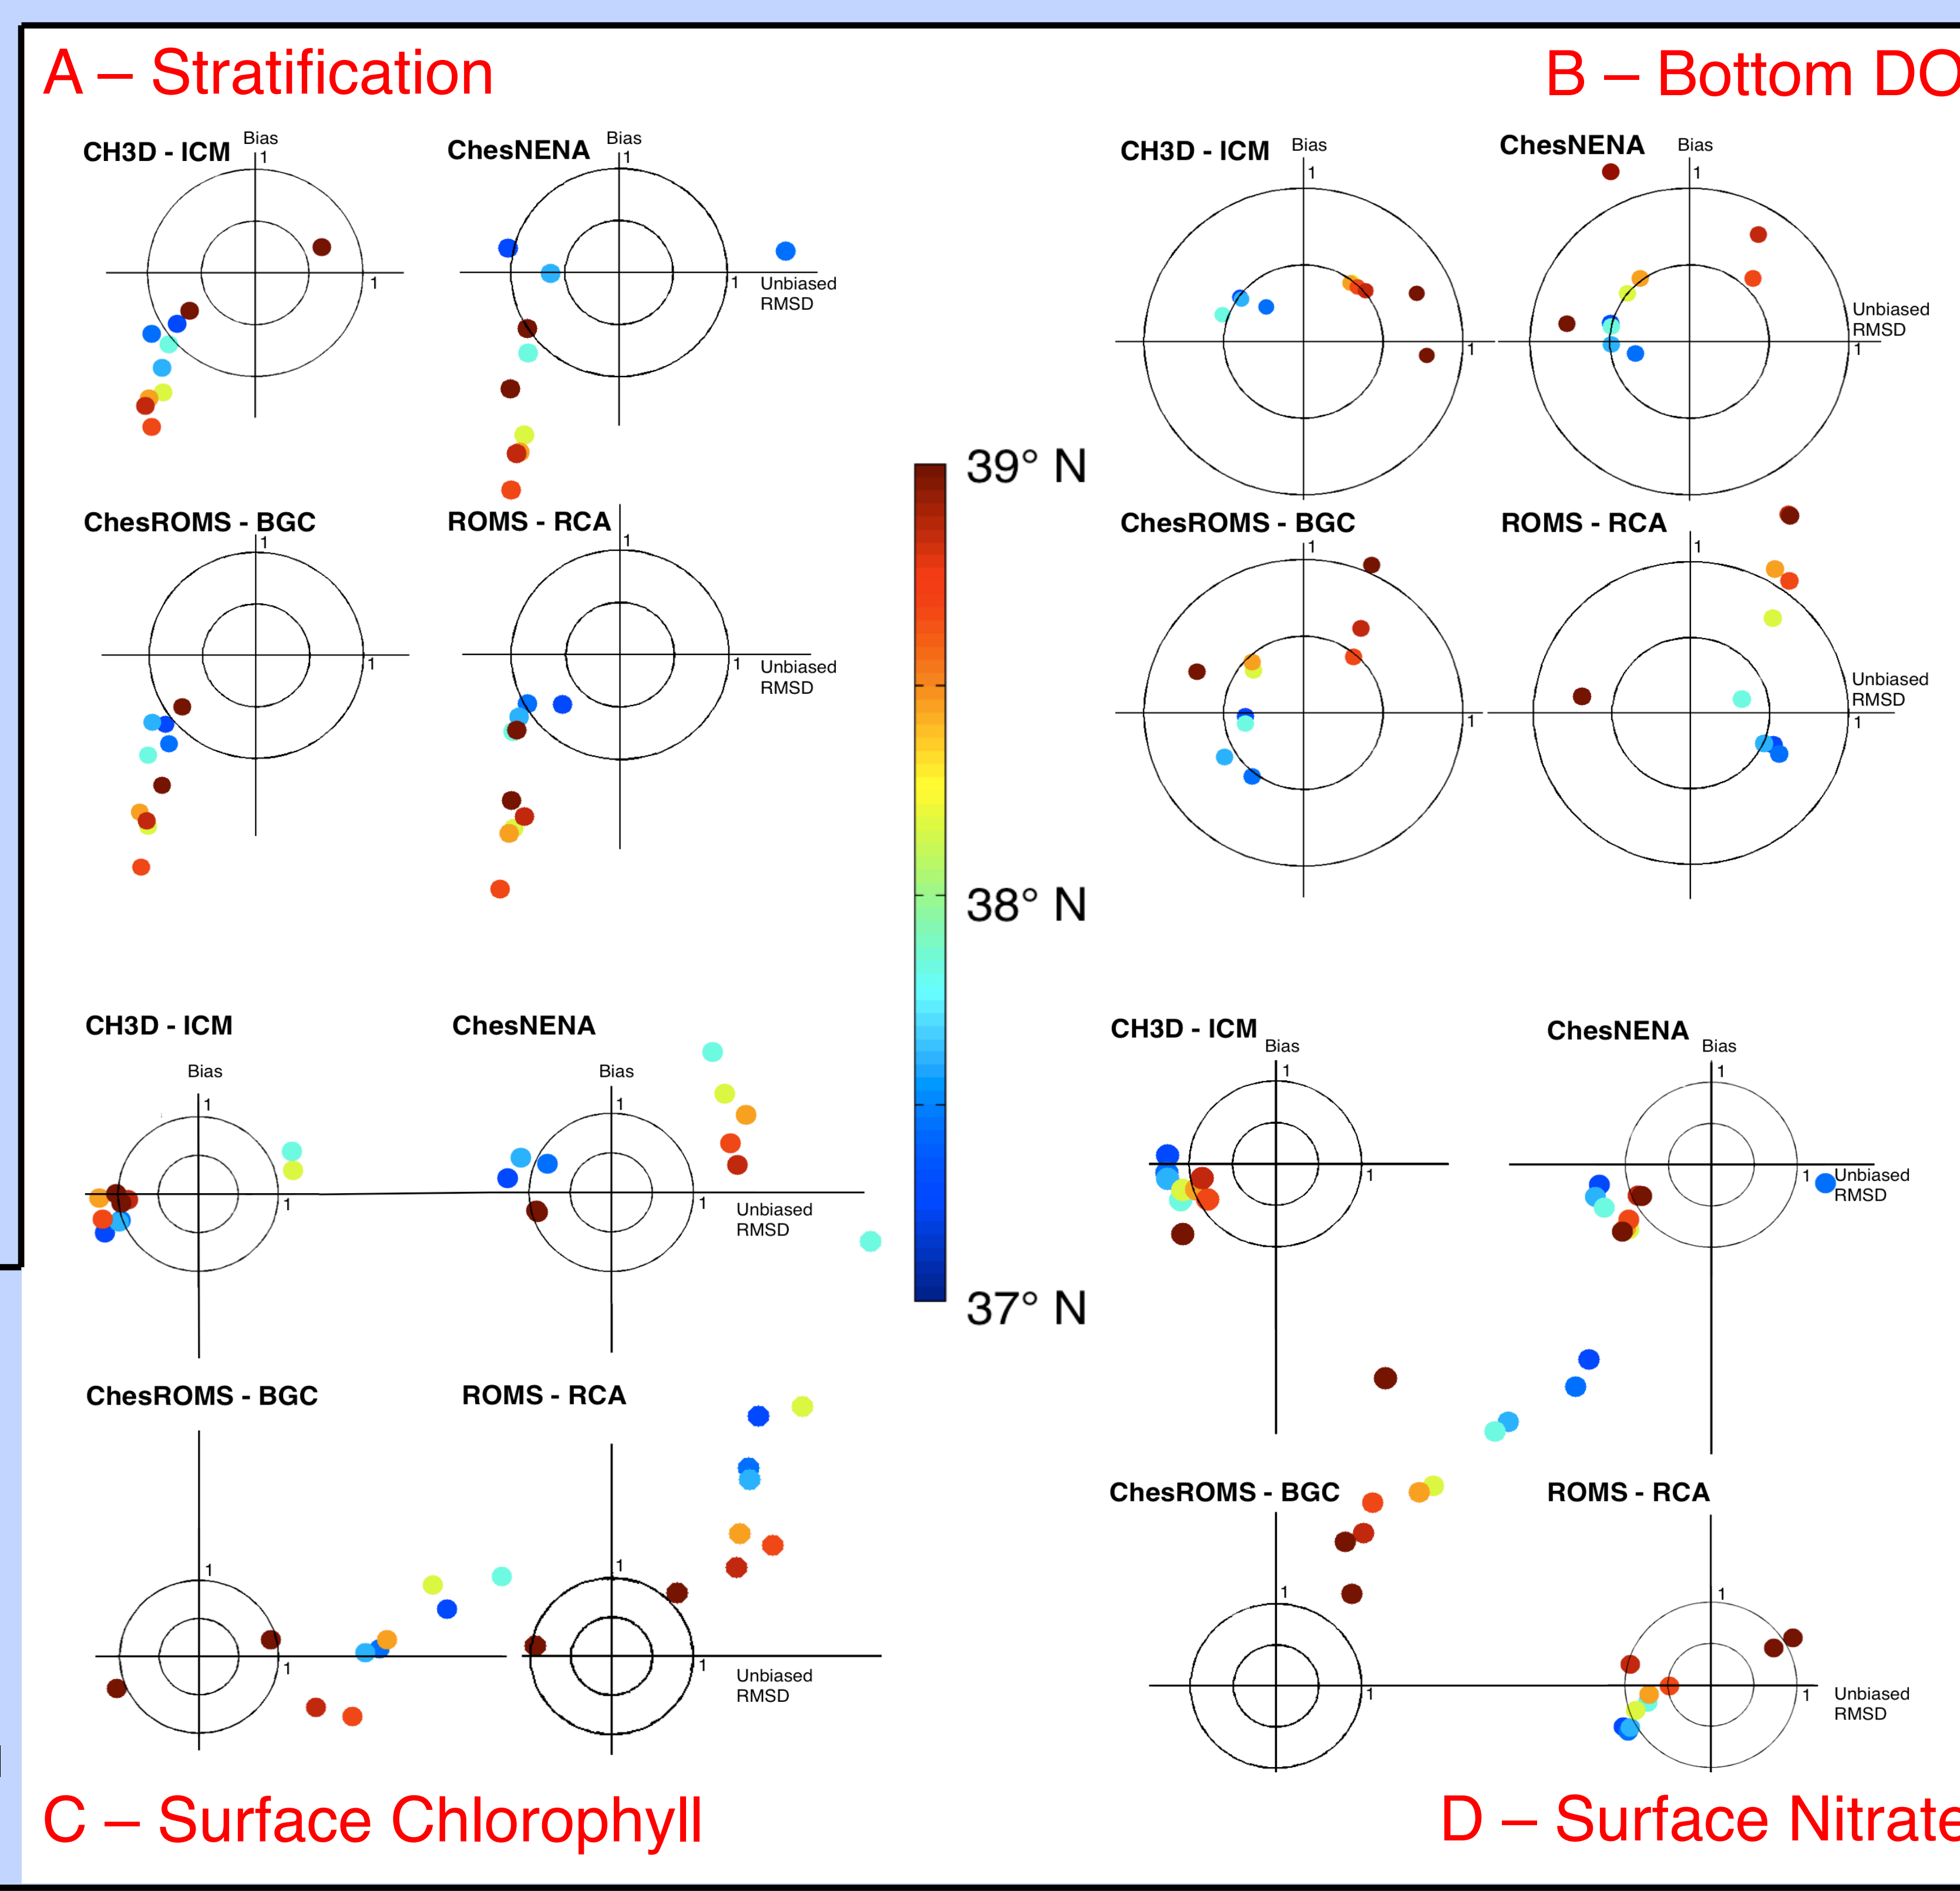 A – Stratification
B – Bottom DO
CH3D - ICM
Bias
1
1
ChesNENA
Bias
1
1
Unbiased
RMSD
CH3D - ICM
Bias
1
1
ChesNENA
Bias
1
1
Unbiased
RMSD
39° N
38° N
37° N
ChesROMS - BGC
1
1
ROMS - RCA
1
1
Unbiased
RMSD
ChesROMS - BGC
1
1
ROMS - RCA
1
1
Unbiased
RMSD
CH3D - ICM
Bias
1
1
ChesNENA
Bias
1
1
Unbiased
RMSD
CH3D - ICM
Bias
1
1
ChesNENA
Bias
1
1
Unbiased
RMSD
ChesROMS - BGC
1
1
ROMS - RCA
1
1
Unbiased
RMSD
ChesROMS - BGC
1
1
ROMS - RCA
1
1
Unbiased
RMSD
C – Surface Chlorophyll
D – Surface Nitrate